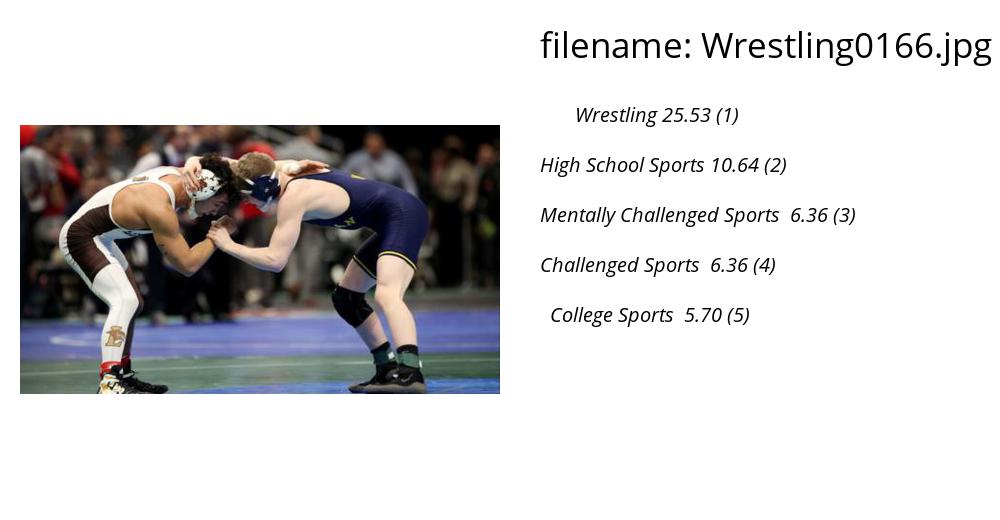 filename: Wrestling0166.jpg
Wrestling 25.53 (1)
High School Sports 10.64 (2)
Mentally Challenged Sports 6.36 (3)
Challenged Sports 6.36 (4)
College Sports 5.70 (5)